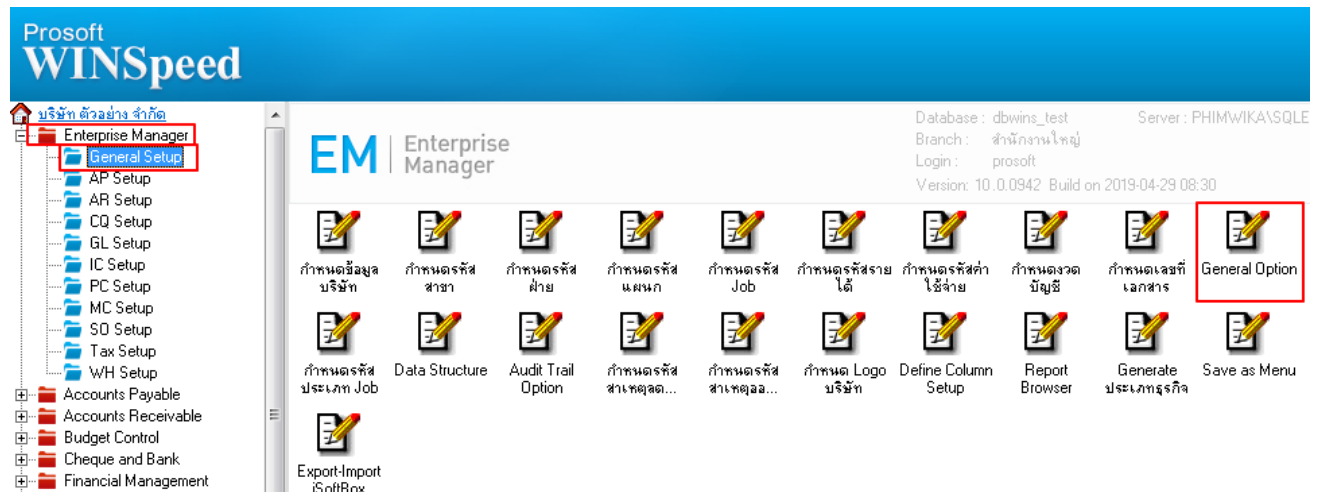 Prosoft
WINSpeed
บริษัท ตัวอย่าง จำกัด
Enterprise Manager
General Setup
AP Setup
AR Setup
CQ Setup
GL Setup
IC Setup
PC Setup
MC Setup
SO Setup
Tax Setup
WH Setup
Accounts Payable
Accounts Receivable
Budget Control
Cheque and Bank
Financial Management
EM Enterprise
Manager
Database : dbwins_test Server : PHIMWIKA\SQLE
Branch : สำนักงานใหญ่
Login : prosoft
Version: 10.0.0942 Build on 2019-04-29 08:30
กำหนดข้อมูล
บริษัท
กำหนดรหัส
สาขา
กำหนดรหัส
ฝ่าย
กำหนดรหัส
แผนก
กำหนดรหัส
Job
กำหนดรหัสราย
ได้
กำหนดรหัสค่า
ใช้จ่าย
กำหนดงวด
บัญชี
กำหนดเลขที่
เอกสาร
General Option
กำหนดรหัส
ประเภท Job
Data Structure
Audit Trail
Option
กำหนดรหัส
สาเหตุลด...
กำหนดรหัส
สาเหตุลอ...
กำหนด Logo
บริษัท
Define Column
Setup
Report
Browser
Generate
ประเภทธุรกิจ
Save as Menu
Export-Import
iSoftBox